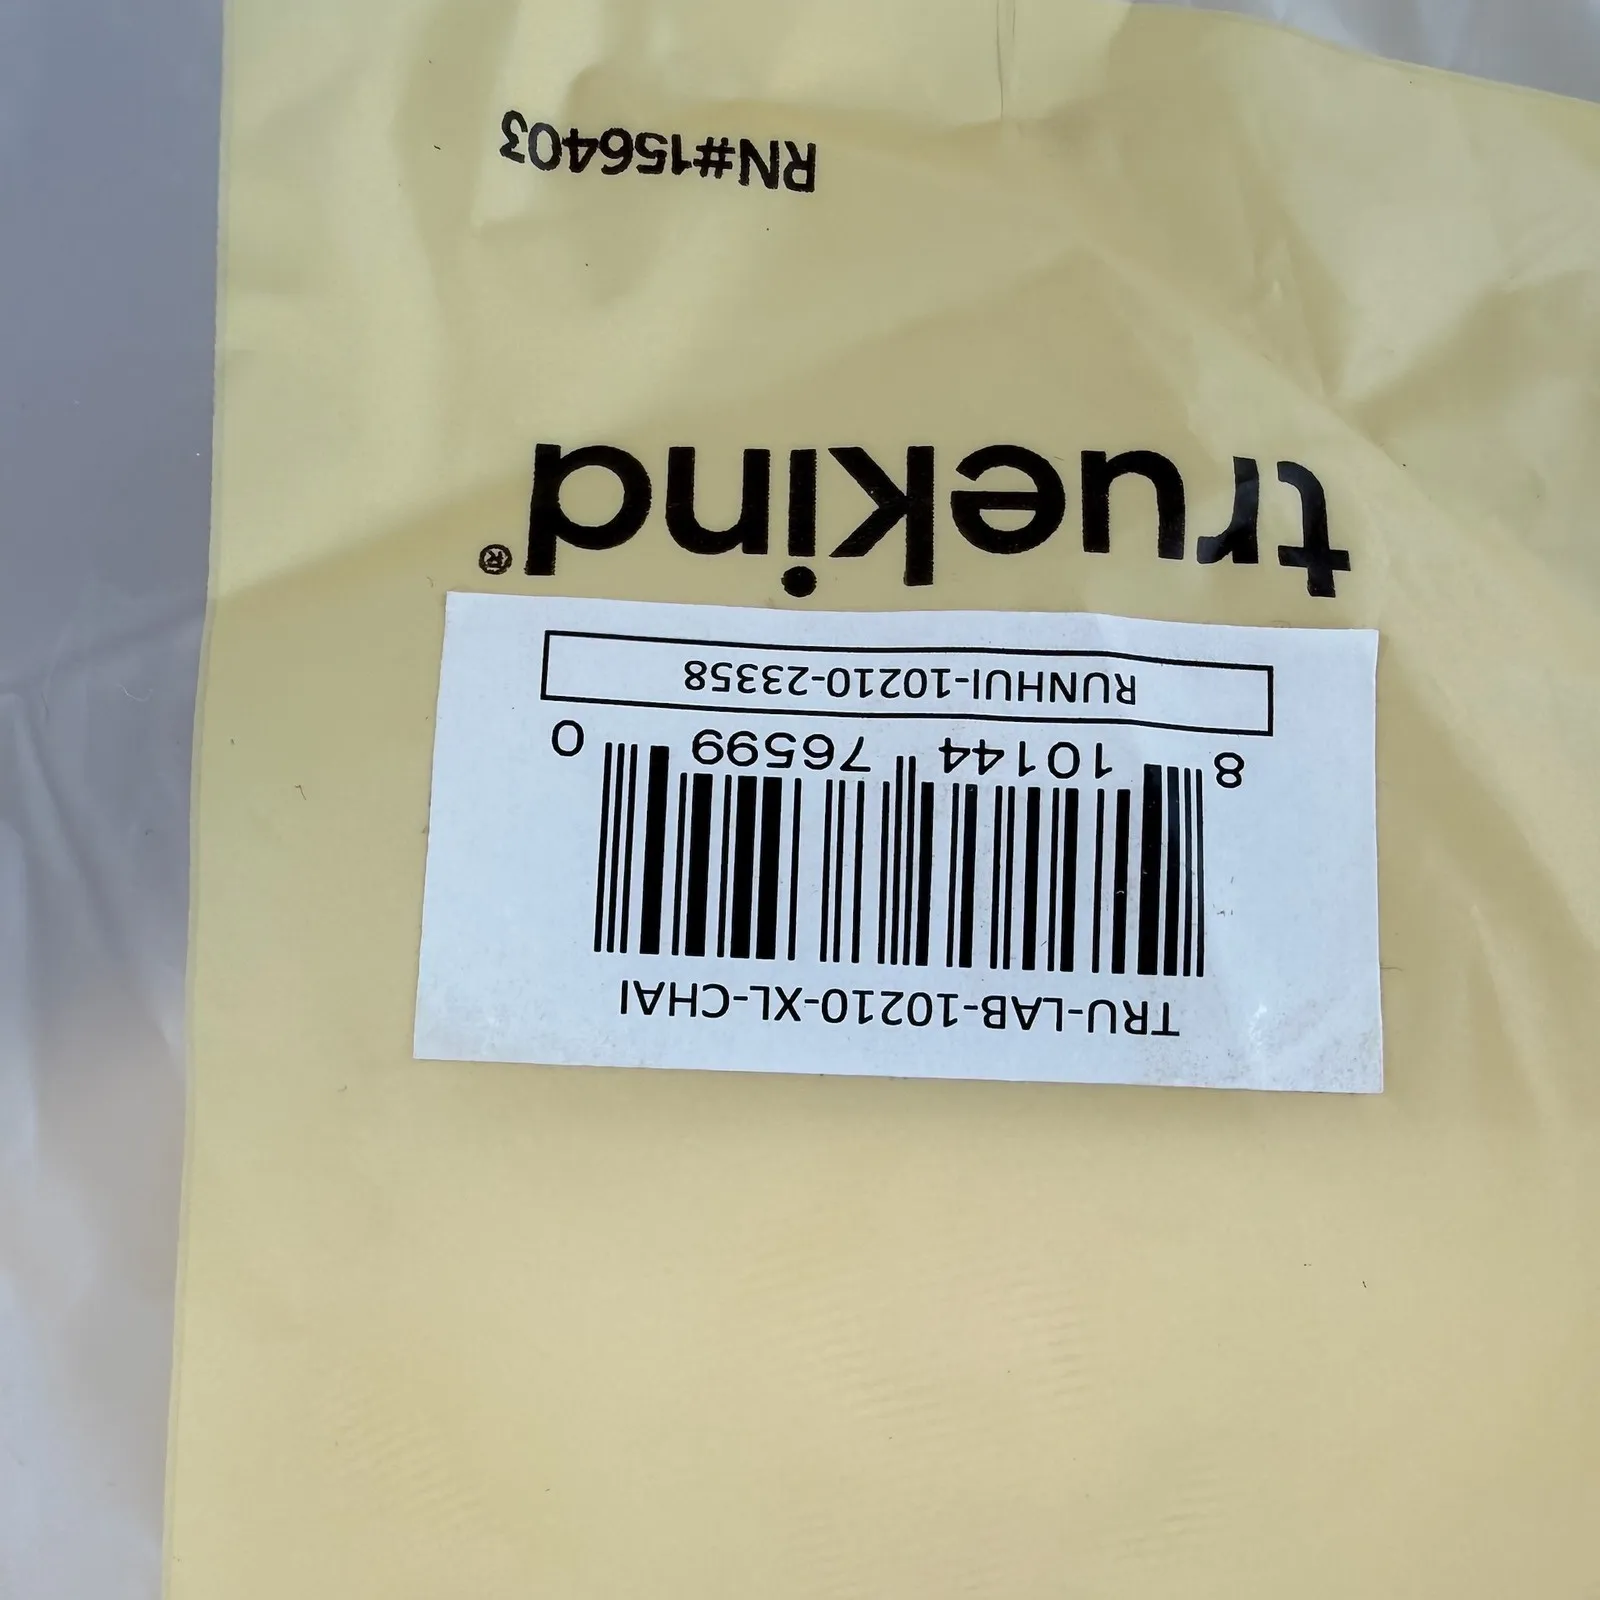 TRU-LAB-10210-XL-CHAI
8 10144 76599 0
RUNHUI-10210-23358
truekind®
RN#156403